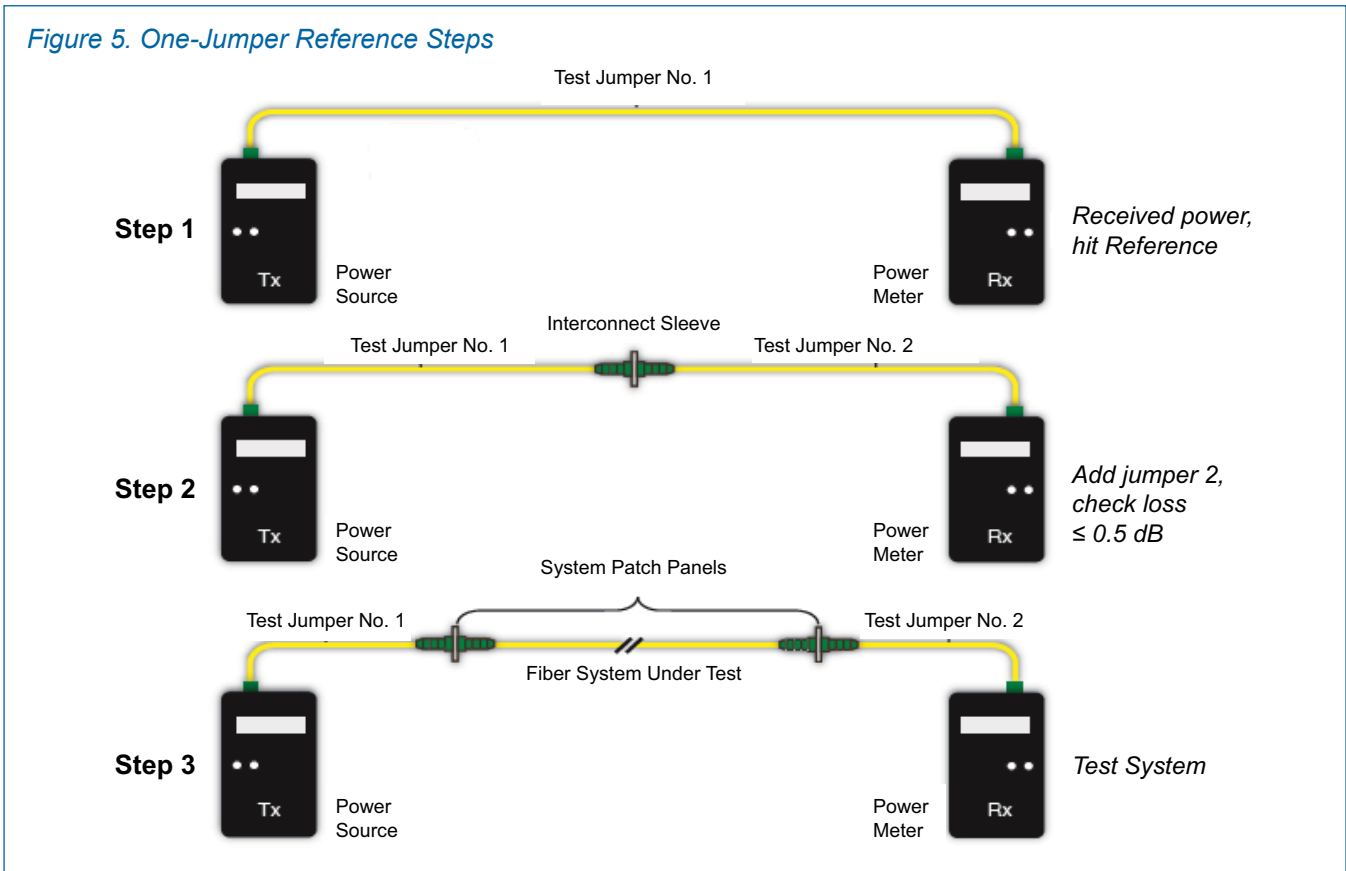 Figure 5. One-Jumper Reference Steps
Test Jumper No. 1
Step 1
Tx
Power
Source
Power
Meter
Rx
Received power,
hit Reference
Interconnect Sleeve
Test Jumper No. 1
Test Jumper No. 2
Step 2
Tx
Power
Source
Power
Meter
Rx
Add jumper 2,
check loss
≤ 0.5 dB
System Patch Panels
Test Jumper No. 1
Test Jumper No. 2
Fiber System Under Test
Step 3
Tx
Power
Source
Power
Meter
Rx
Test System